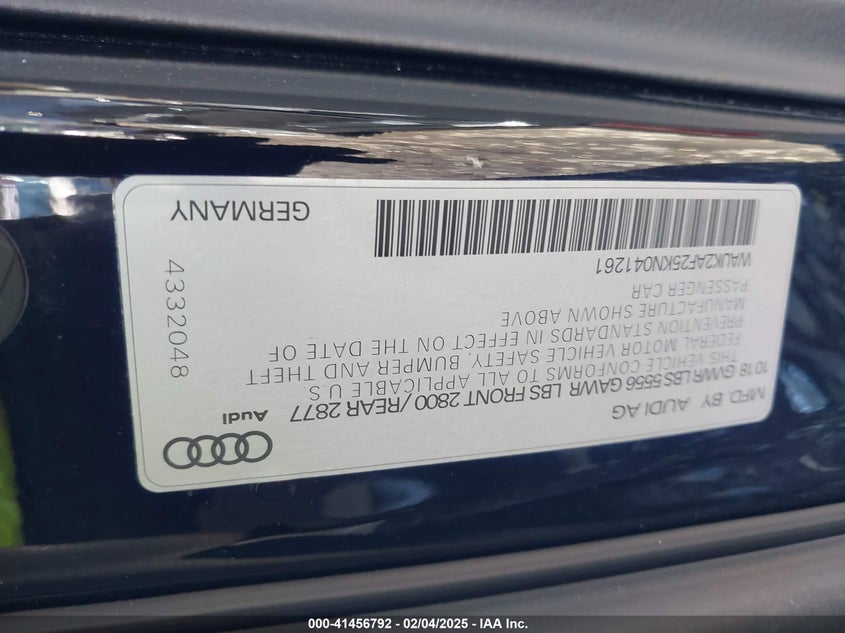 MFD. BY AUDI AG
1018 GVWR LBS 5556 GAWR LBS FRONT 2800 / REAR 2877
THIS VEHICLE CONFORMS TO ALL APPLICABLE U.S.
FEDERAL MOTOR VEHICLE SAFETY, BUMPER AND THEFT
PREVENTION STANDARDS IN EFFECT ON THE DATE OF
MANUFACTURE SHOWN ABOVE
PASSENGER CAR
WAUK2AF25KN041261
Audi
4332048
GERMANY
000-41456792 - 02/04/2025 - IAA Inc.